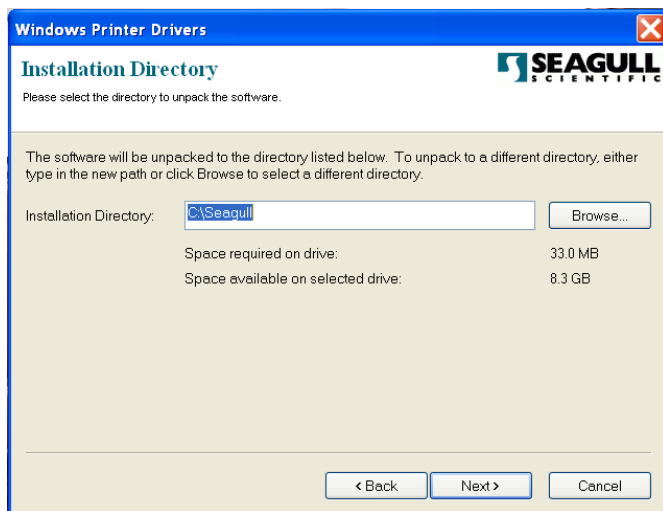 Windows Printer Drivers
Installation Directory
SEAGULL
SCIENTIFIC
Please select the directory to unpack the software.
The software will be unpacked to the directory listed below. To unpack to a different directory, either
type in the new path or click Browse to select a different directory.
Installation Directory: C:\Seagull Browse...
Space required on drive: 33.0 MB
Space available on selected drive: 8.3 GB
< Back Next > Cancel